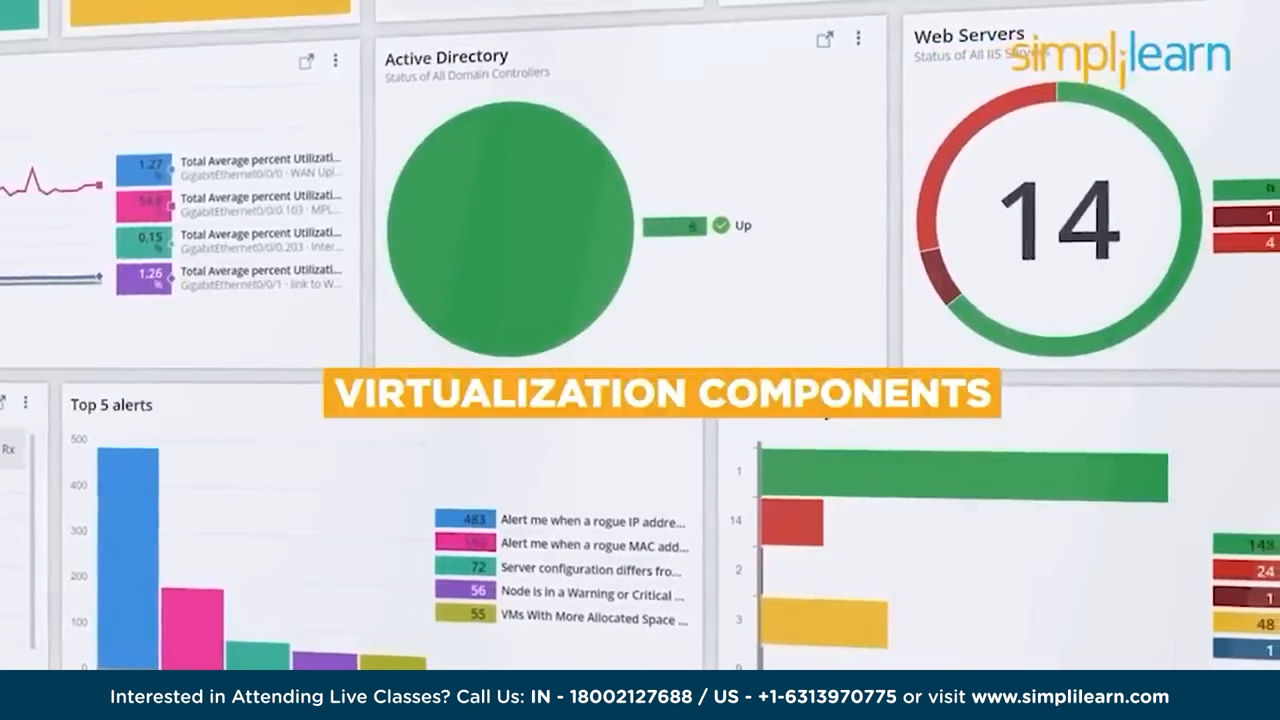 Active Directory
Status of All Domain Controllers
Web Servers
Status of All IIS
simplilearn
1.27
%
Total Average percent Utilizati...
GigabitEthernet0/0/0 · WAN Upl...
Total Average percent Utilizati...
GigabitEthernet0/0/0.103 · MPL...
0.15
%
Total Average percent Utilizati...
GigabitEthernet0/0/0.203 · Inter...
1.26
%
Total Average percent Utilizati...
GigabitEthernet0/0/1 · link to W...
Up
14
1
4
VIRTUALIZATION COMPONENTS
Rx
Top 5 alerts
500
400
300
200
100
0
483
Alert me when a rogue IP addre...
Alert me when a rogue MAC add...
72
Server configuration differs fro...
56
Node is in a Warning or Critical ...
55
VMs With More Allocated Space ...
1
14
2
3
148
24
1
48
1
Interested in Attending Live Classes? Call Us: IN - 18002127688 / US - +1-6313970775 or visit www.simplilearn.com